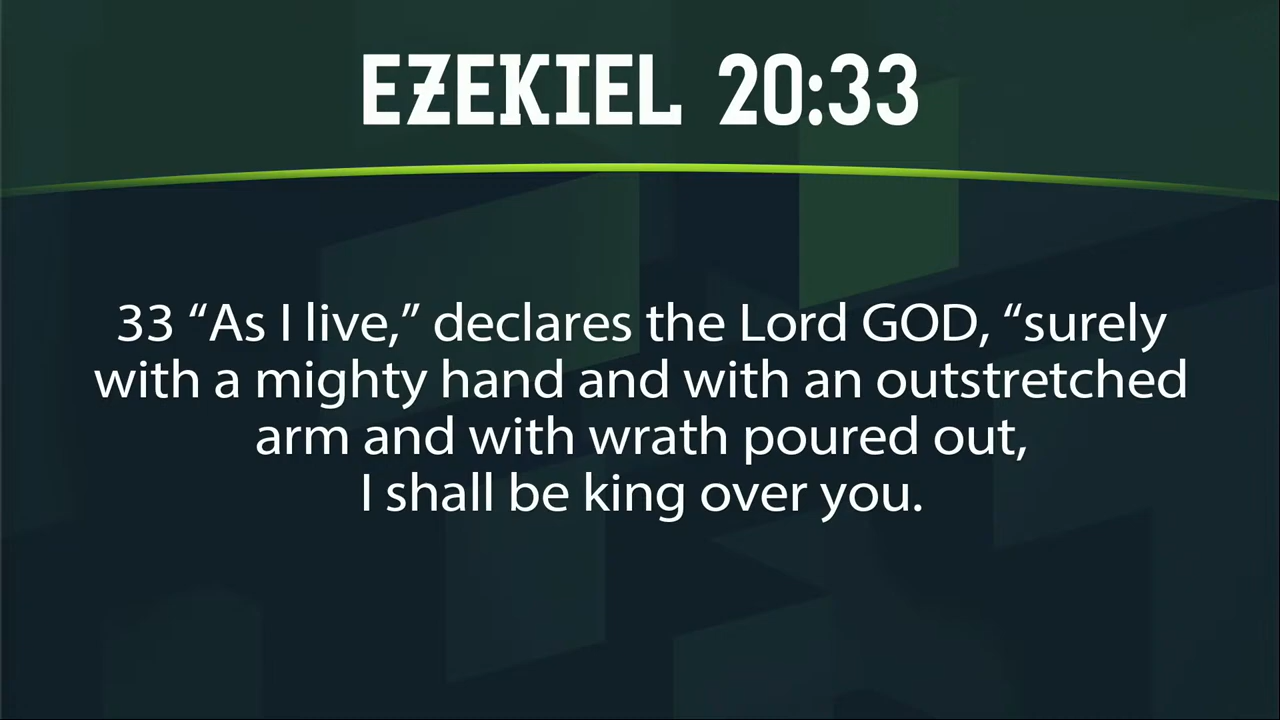 EZEKIEL 20:33
33 “As I live,” declares the Lord GOD, “surely
with a mighty hand and with an outstretched
arm and with wrath poured out,
I shall be king over you.